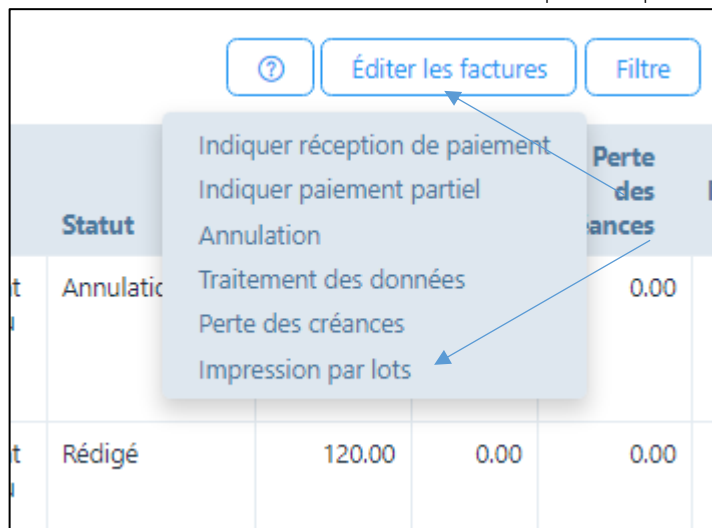 Éditer les factures Filtre
Indiquer réception de paiement
Indiquer paiement partiel
Annulation
Traitement des données
Perte des créances
Impression par lots
Statut
Perte
des
0.00
Rédigé 120.00 0.00 0.00